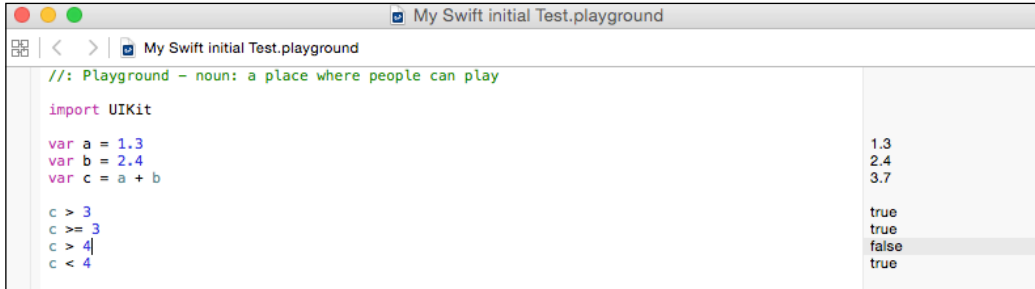 My Swift initial Test.playground
My Swift initial Test.playground
//: Playground – noun: a place where people can play
import UIKit
var a = 1.3 1.3
var b = 2.4 2.4
var c = a + b 3.7
c > 3 true
c >= 3 true
c > 4 false
c < 4 true